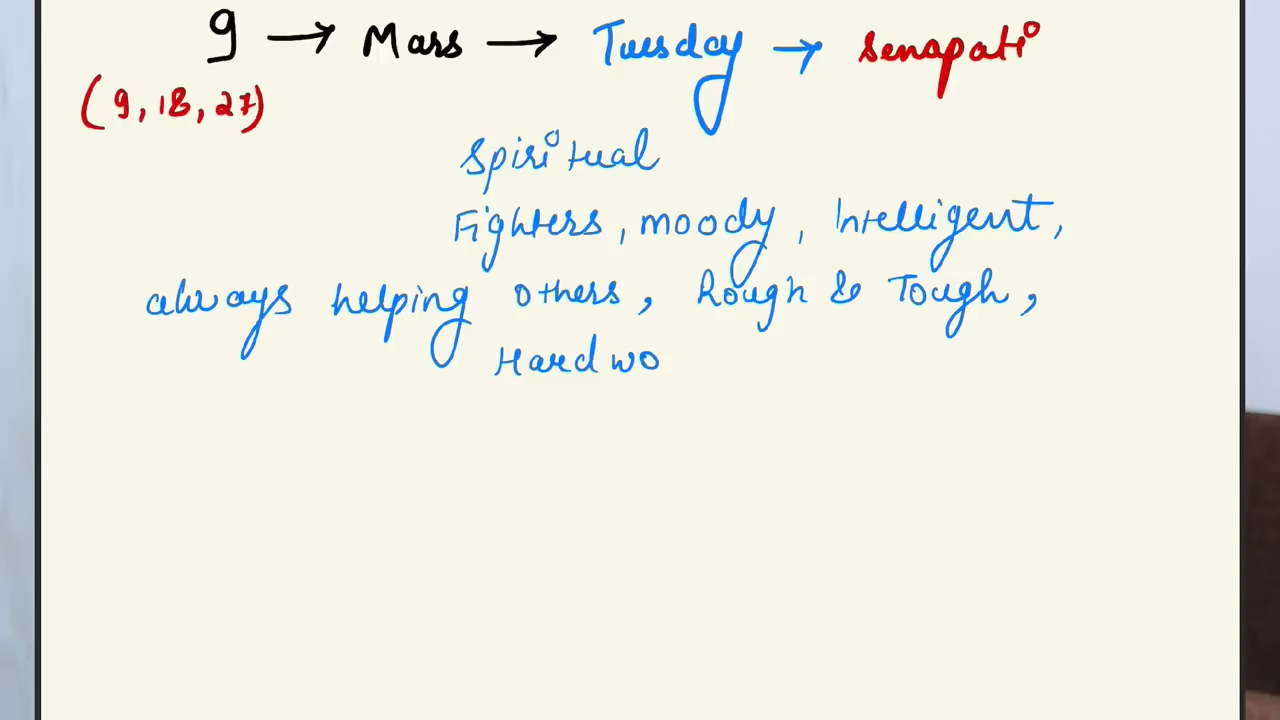 9 → Mars → Tuesday → Senapati
(9, 18, 27)
Spiritual
Fighters, moody, Intelligent,
always helping others, Rough & Tough,
Hardwo